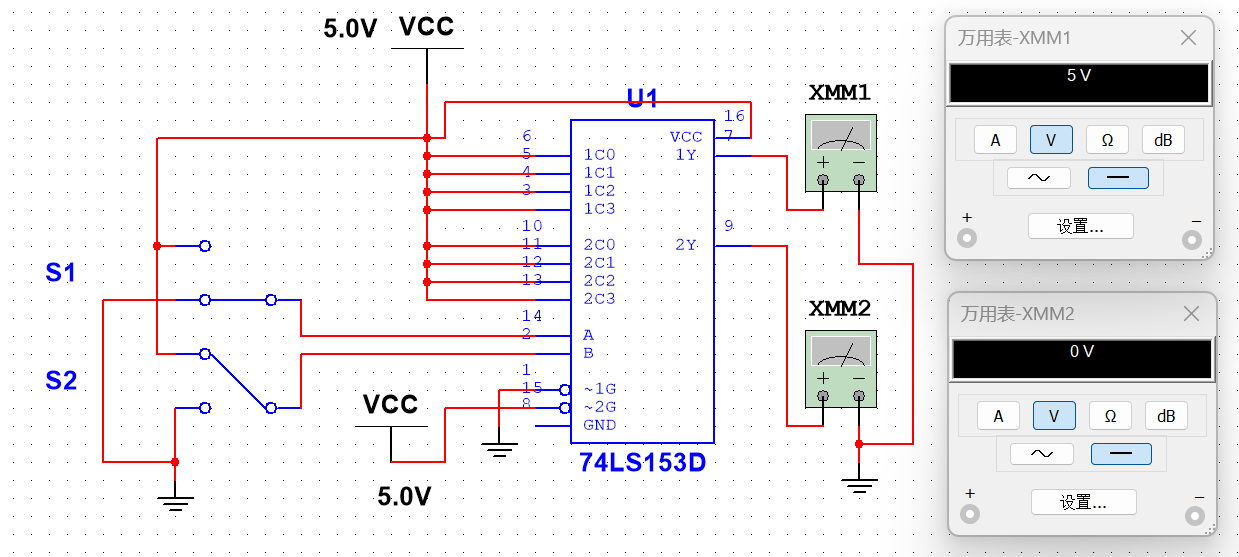 5.0V VCC
U1
16
VCC
7
1Y
6
5
1C0
4
1C1
3
1C2
1C3
10
11
2C0
12
2C1
13
2C2
2C3
9
2Y
14
2
A
B
1
15
~1G
8
~2G
GND
74LS153D
S1
S2
VCC
5.0V
XMM1
+ −
XMM2
+ −
万用表-XMM1
5 V
A V Ω dB
+ 设置... −
万用表-XMM2
0 V
A V Ω dB
+ 设置... −